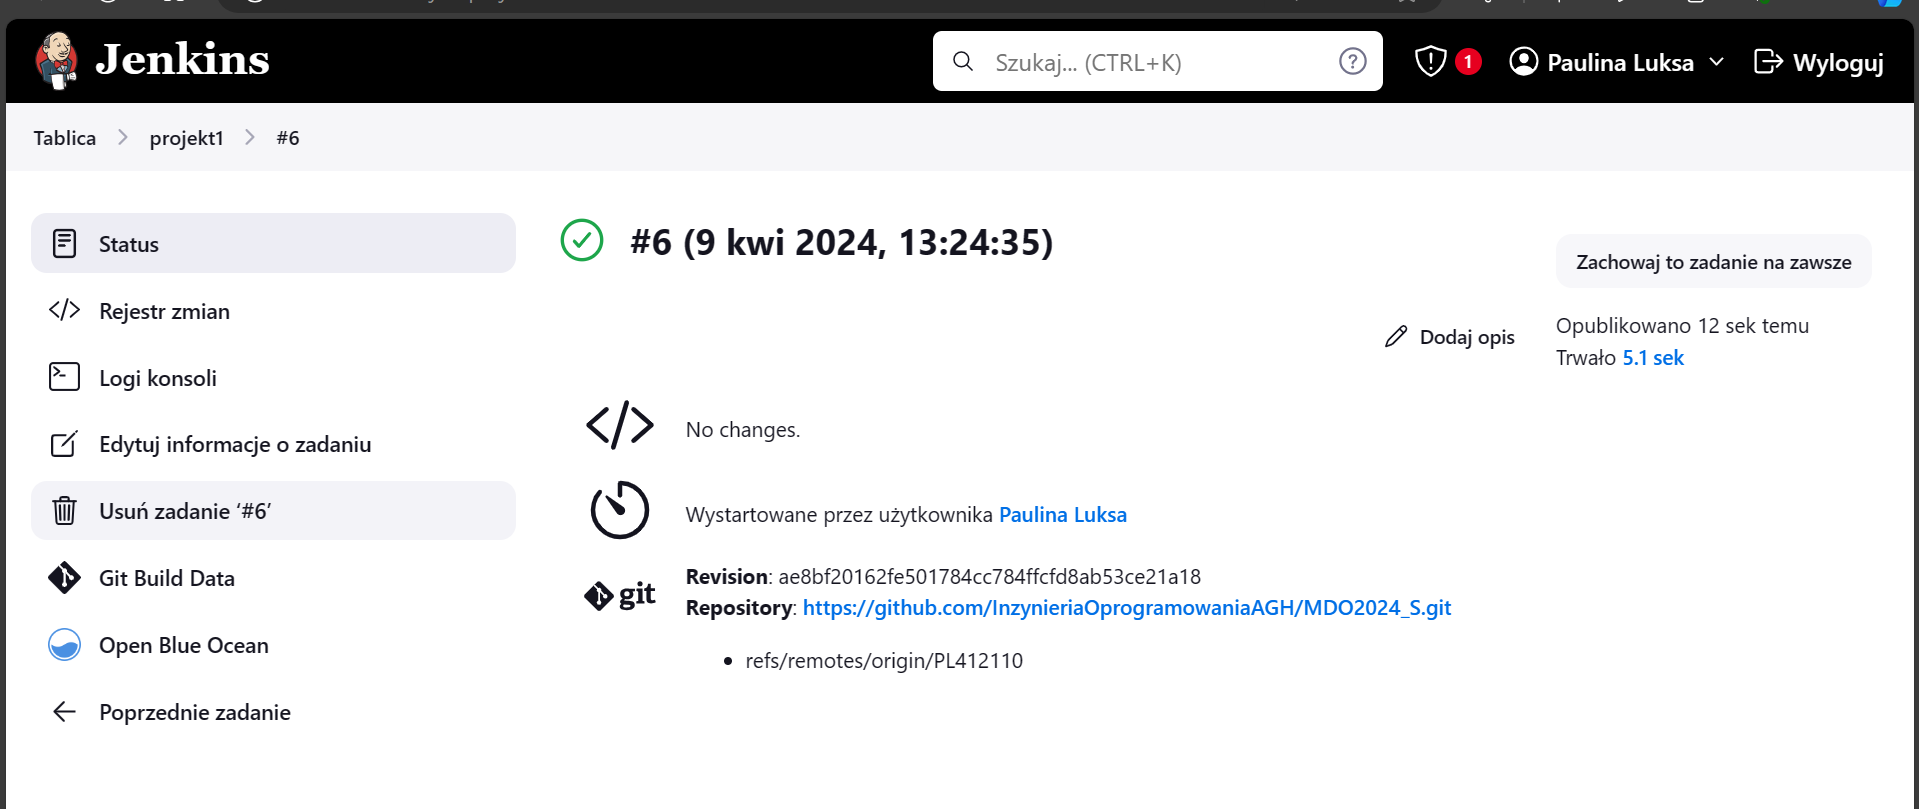 Jenkins
Szukaj... (CTRL+K)
1
Paulina Luksa
Wyloguj
Tablica
projekt1
#6
Status
Rejestr zmian
Logi konsoli
Edytuj informacje o zadaniu
Usuń zadanie ‘#6’
Git Build Data
Open Blue Ocean
Poprzednie zadanie
#6 (9 kwi 2024, 13:24:35)
Zachowaj to zadanie na zawsze
Dodaj opis
Opublikowano 12 sek temu
Trwało 5.1 sek
No changes.
Wystartowane przez użytkownika Paulina Luksa
git
Revision: ae8bf20162fe501784cc784ffcfd8ab53ce21a18
Repository: https://github.com/InzynieriaOprogramowaniaAGH/MDO2024_S.git
• refs/remotes/origin/PL412110